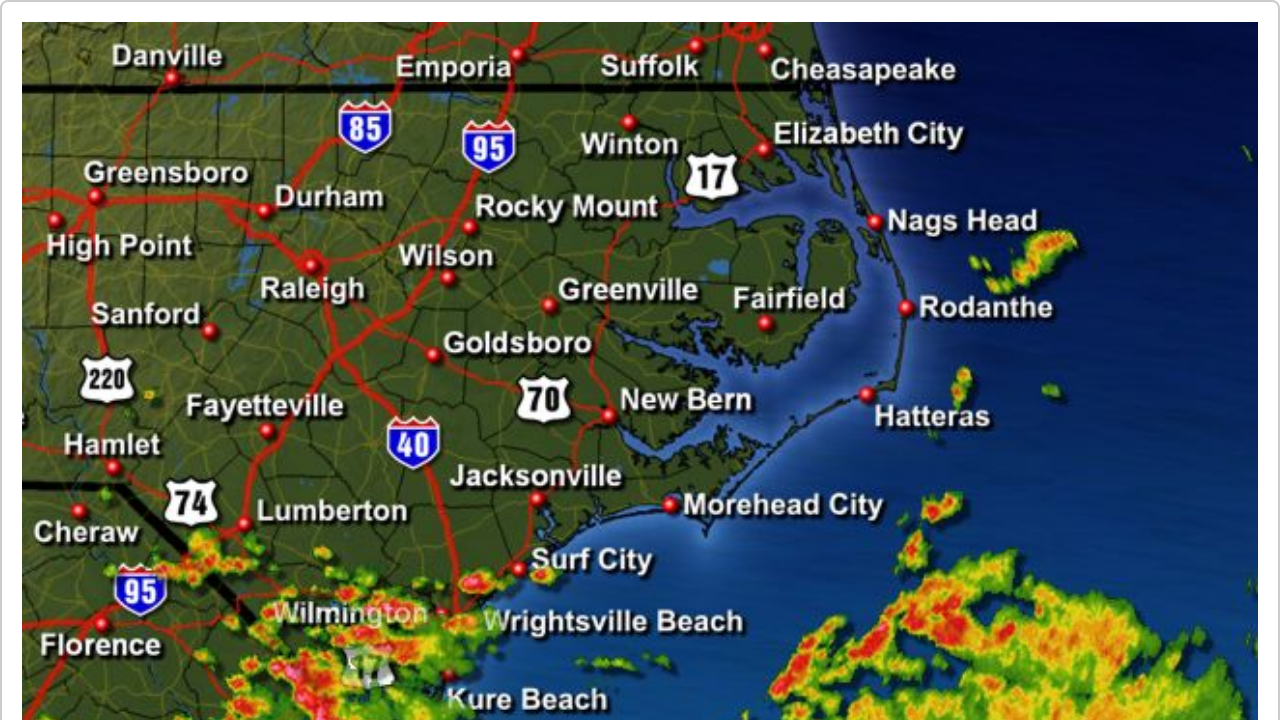 Danville
Emporia
Suffolk
Cheasapeake
85
95
Winton
Elizabeth City
17
Greensboro
Durham
Rocky Mount
Nags Head
High Point
Wilson
Raleigh
Greenville
Fairfield
Rodanthe
Sanford
Goldsboro
220
70
New Bern
Fayetteville
Hatteras
40
Hamlet
Jacksonville
74
Lumberton
Morehead City
Cheraw
Surf City
95
Wilmington
Wrightsville Beach
Florence
17
Kure Beach